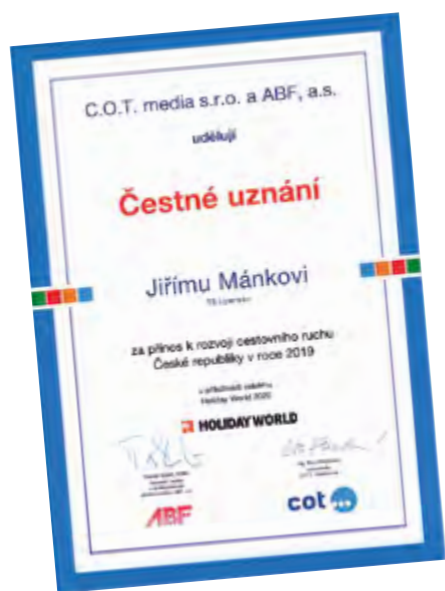 C.O.T. media s.r.o. a ABF, a.s.
udělují
Čestné uznání
Jiřímu Mánkovi
za přínos k rozvoji cestovního ruchu
České republiky v roce 2019
Holiday World 2020
HOLIDAY WORLD
ABF
cot